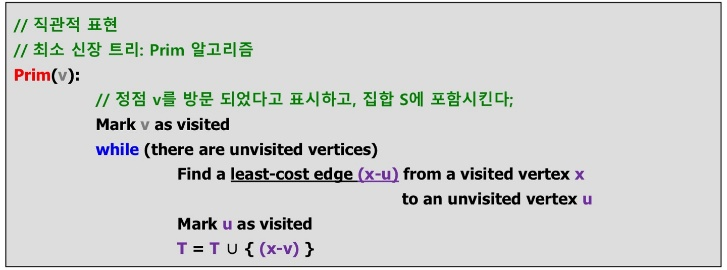 // 직관적 표현
// 최소 신장 트리: Prim 알고리즘
Prim(v):
// 정점 v를 방문 되었다고 표시하고, 집합 S에 포함시킨다;
Mark v as visited
while (there are unvisited vertices)
Find a least-cost edge (x-u) from a visited vertex x
to an unvisited vertex u
Mark u as visited
T = T ∪ { (x-v) }